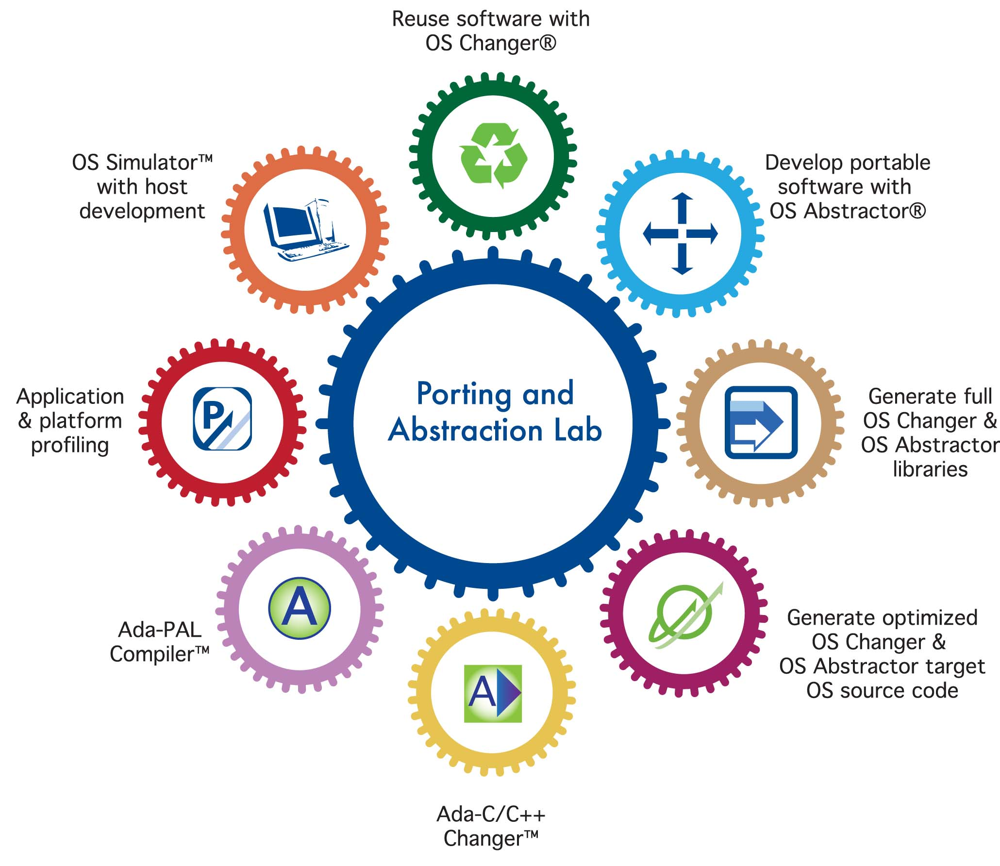 Reuse software with
OS Changer®
OS Simulator™
with host
development
Develop portable
software with
OS Abstractor®
Porting and
Abstraction Lab
Application
& platform
profiling
P
Generate full
OS Changer &
OS Abstractor
libraries
A
Ada-PAL
Compiler™
Generate optimized
OS Changer &
OS Abstractor target
OS source code
A
Ada-C/C++
Changer™